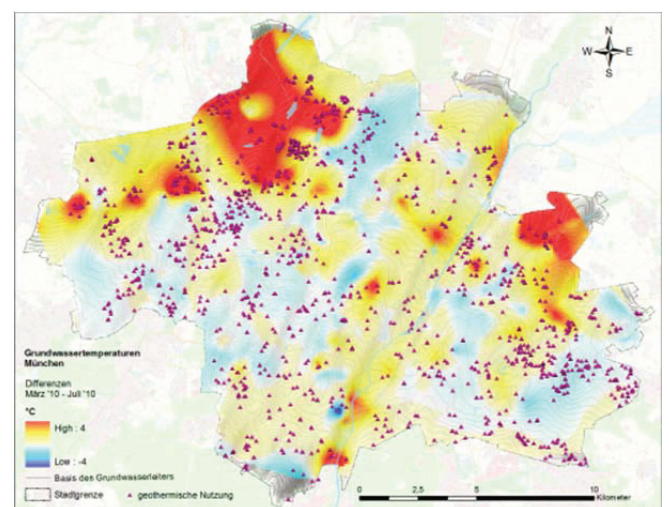 N
W E
S
Grundwassertemperaturen
München
Differenzen
März '10 - Juli '10
°C
High : 4
Low : -4
Basis des Grundwasserleiters
Stadtgrenze
geothermische Nutzung
0 2,5 5 10
Kilometer